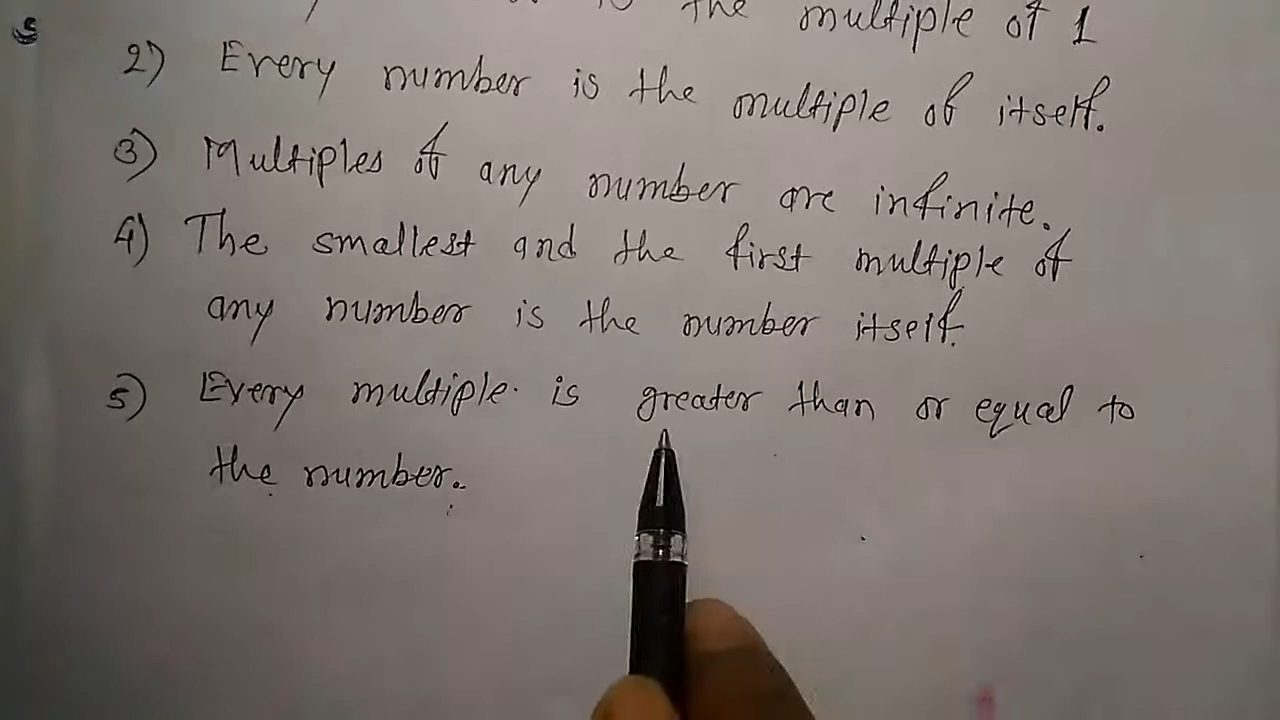 is the multiple of 1
2) Every number is the multiple of itself.
3) Multiples of any number are infinite.
4) The smallest and the first multiple of
any number is the number itself.
5) Every multiple is greater than or equal to
the number.